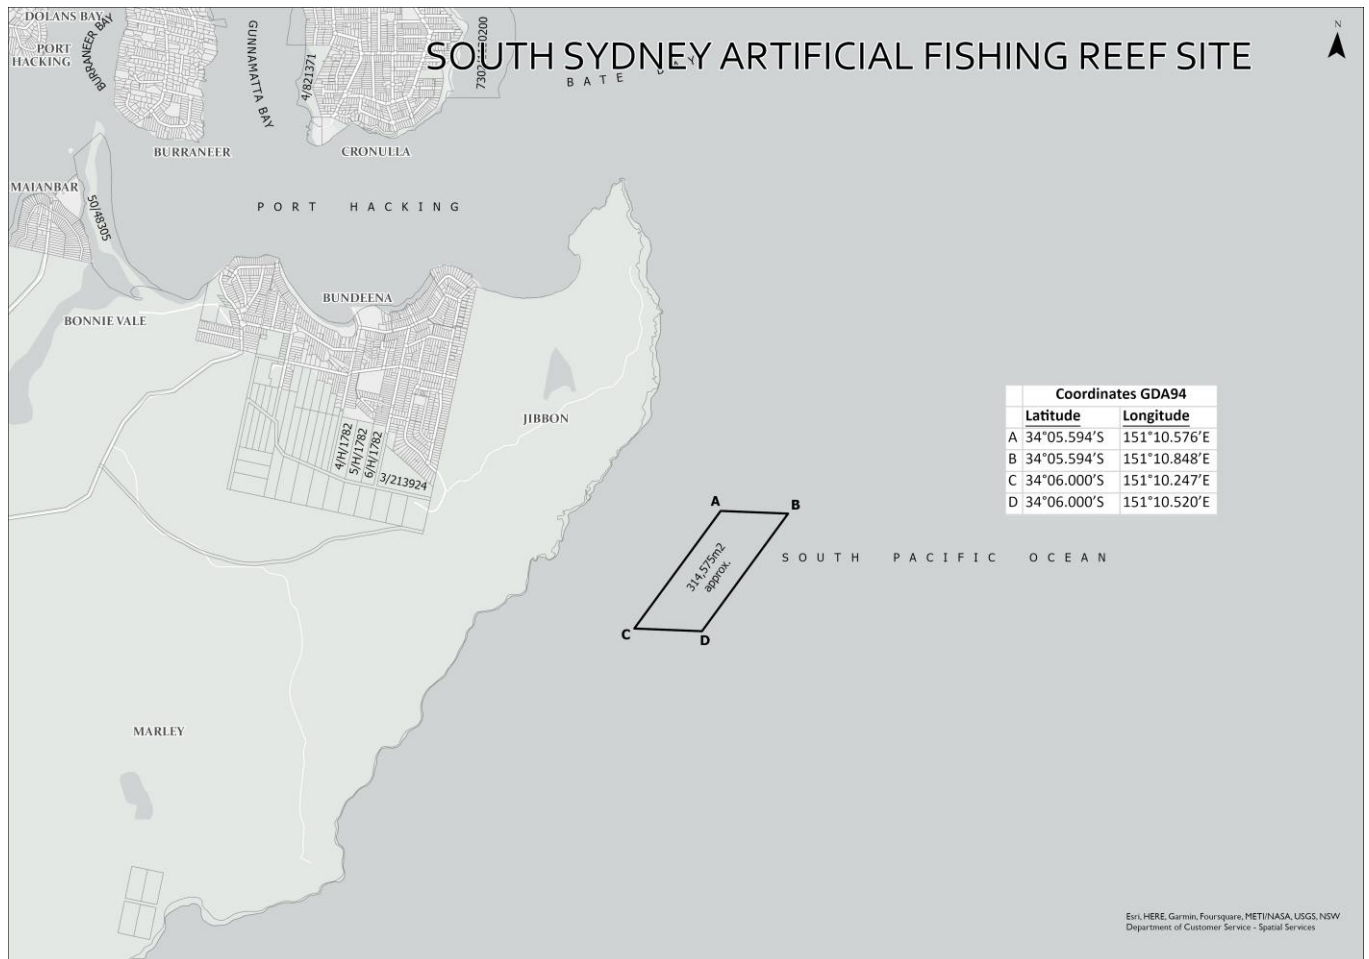 DOLANS BAY
PORT
HACKING
BURRANEER BAY
GUNNAMATTA BAY
4/821371
SOUTH SYDNEY ARTIFICIAL FISHING REEF SITE
BATE BAY
N
BURRANEER
CRONULLA
MAIANBAR
50/48305
PORT HACKING
BUNDEENA
BONNIE VALE
JIBBON
4/H/1782
5/H/1782
6/H/1782
3/213924
Coordinates GDA94
Latitude Longitude
A 34°05.594'S 151°10.576'E
B 34°05.594'S 151°10.848'E
C 34°06.000'S 151°10.247'E
D 34°06.000'S 151°10.520'E
A
B
314,575m2
approx.
SOUTH PACIFIC OCEAN
C
D
MARLEY
Esri, HERE, Garmin, Foursquare, METI/NASA, USGS, NSW
Department of Customer Service - Spatial Services